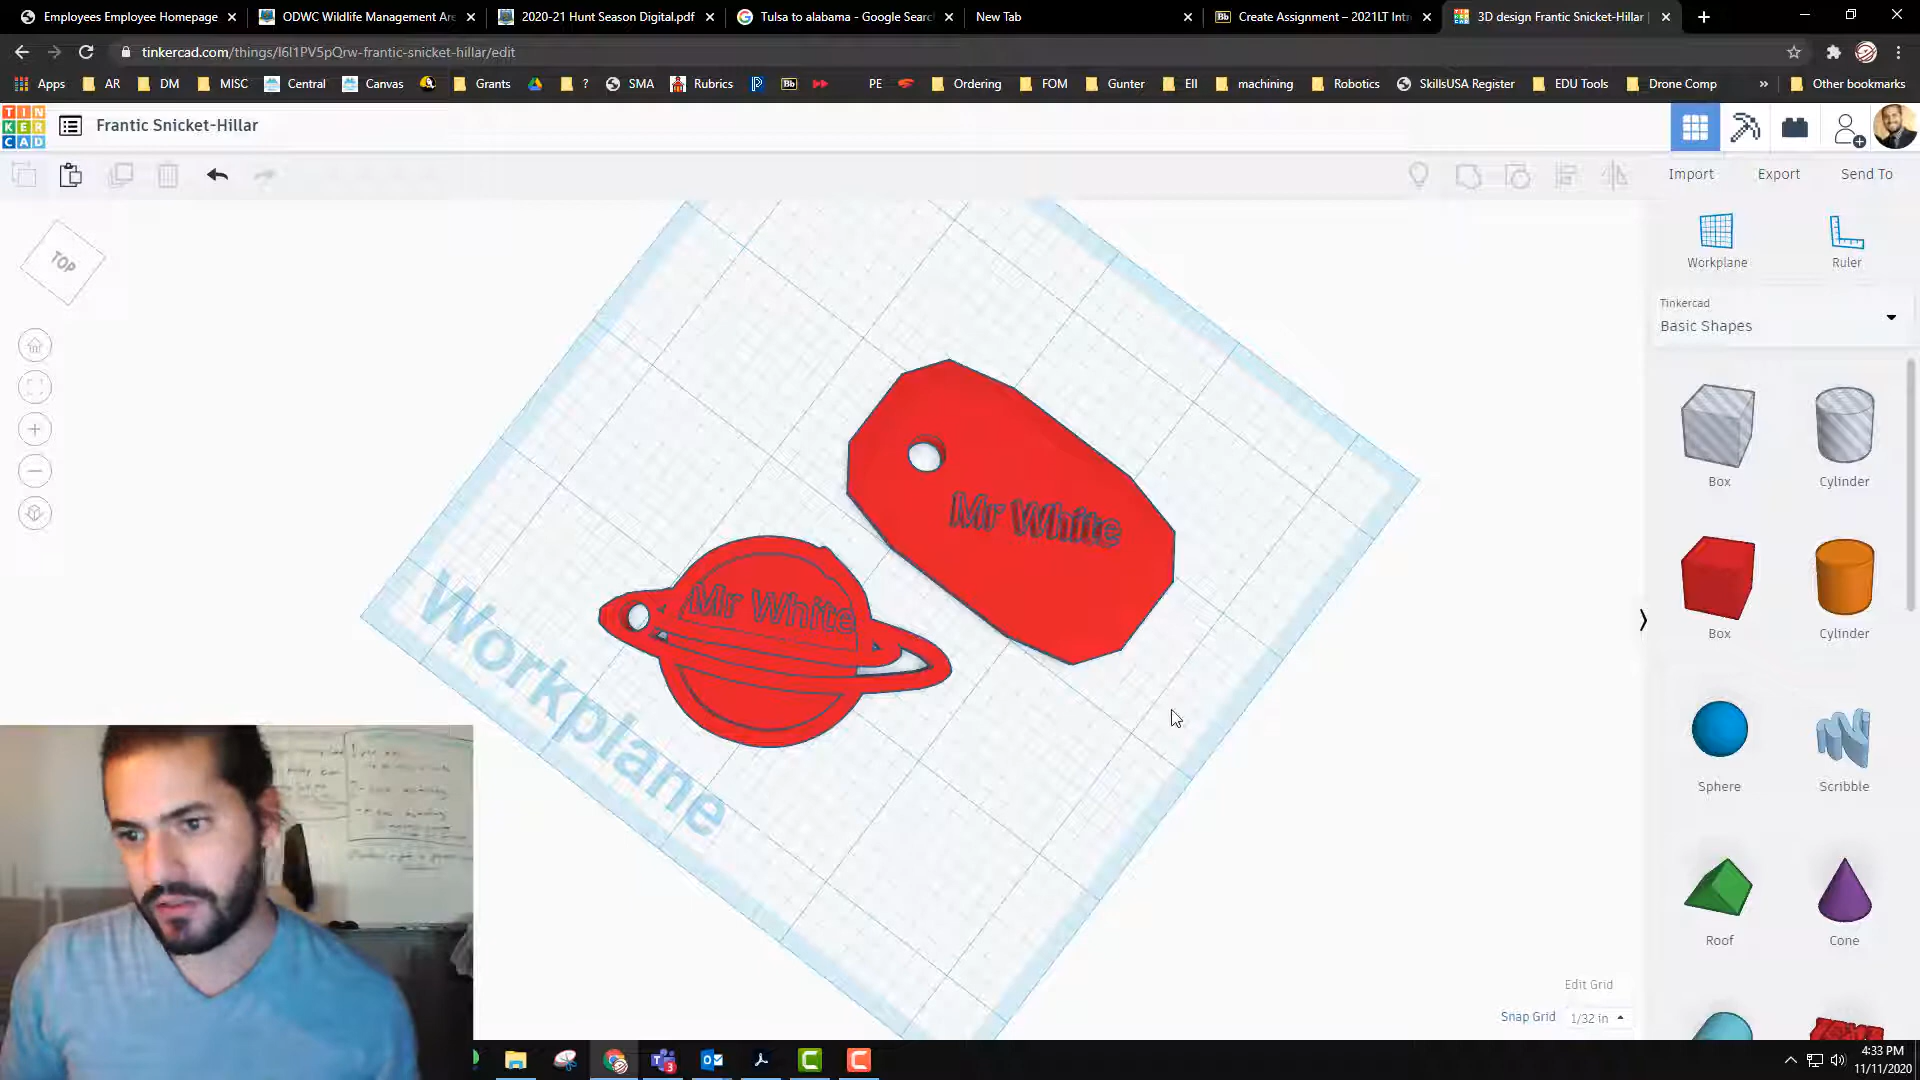 Employees Employee Homepage
ODWC Wildlife Management Are
2020-21 Hunt Season Digital.pdf
Tulsa to alabama - Google Searc
New Tab
Bb Create Assignment – 2021LT Intr
3D design Frantic Snicket-Hillar |
tinkercad.com/things/l6I1PV5pQrw-frantic-snicket-hillar/edit
Apps AR DM MISC Central Canvas Grants ? SMA Rubrics Bb PE Ordering FOM Gunter Ell machining Robotics SkillsUSA Register EDU Tools Drone Comp » Other bookmarks
TIN
KER
CAD
Frantic Snicket-Hillar
Import Export Send To
TOP
Workplane Ruler
Tinkercad
Basic Shapes
Box Cylinder
Box Cylinder
Sphere Scribble
Roof Cone
Mr White
Mr White
Workplane
Edit Grid
Snap Grid 1/32 in
4:33 PM
11/11/2020